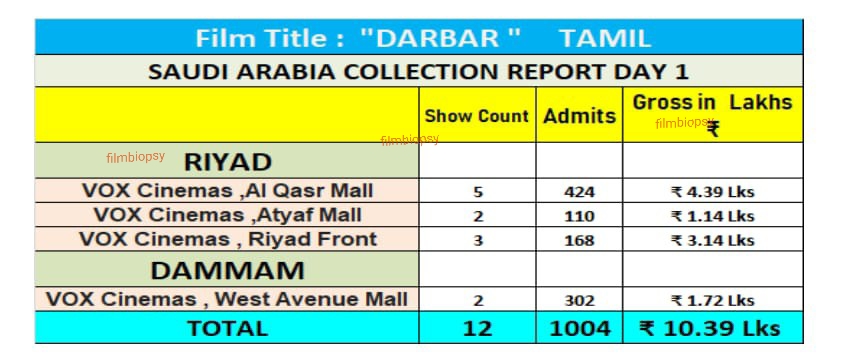 Film Title : "DARBAR " TAMIL
SAUDI ARABIA COLLECTION REPORT DAY 1
Show Count Admits Gross in Lakhs ₹
filmbiopsy
filmbiopsy
filmbiopsy RIYAD
VOX Cinemas ,Al Qasr Mall 5 424 ₹ 4.39 Lks
VOX Cinemas ,Atyaf Mall 2 110 ₹ 1.14 Lks
VOX Cinemas , Riyad Front 3 168 ₹ 3.14 Lks
DAMMAM
VOX Cinemas , West Avenue Mall 2 302 ₹ 1.72 Lks
TOTAL 12 1004 ₹ 10.39 Lks